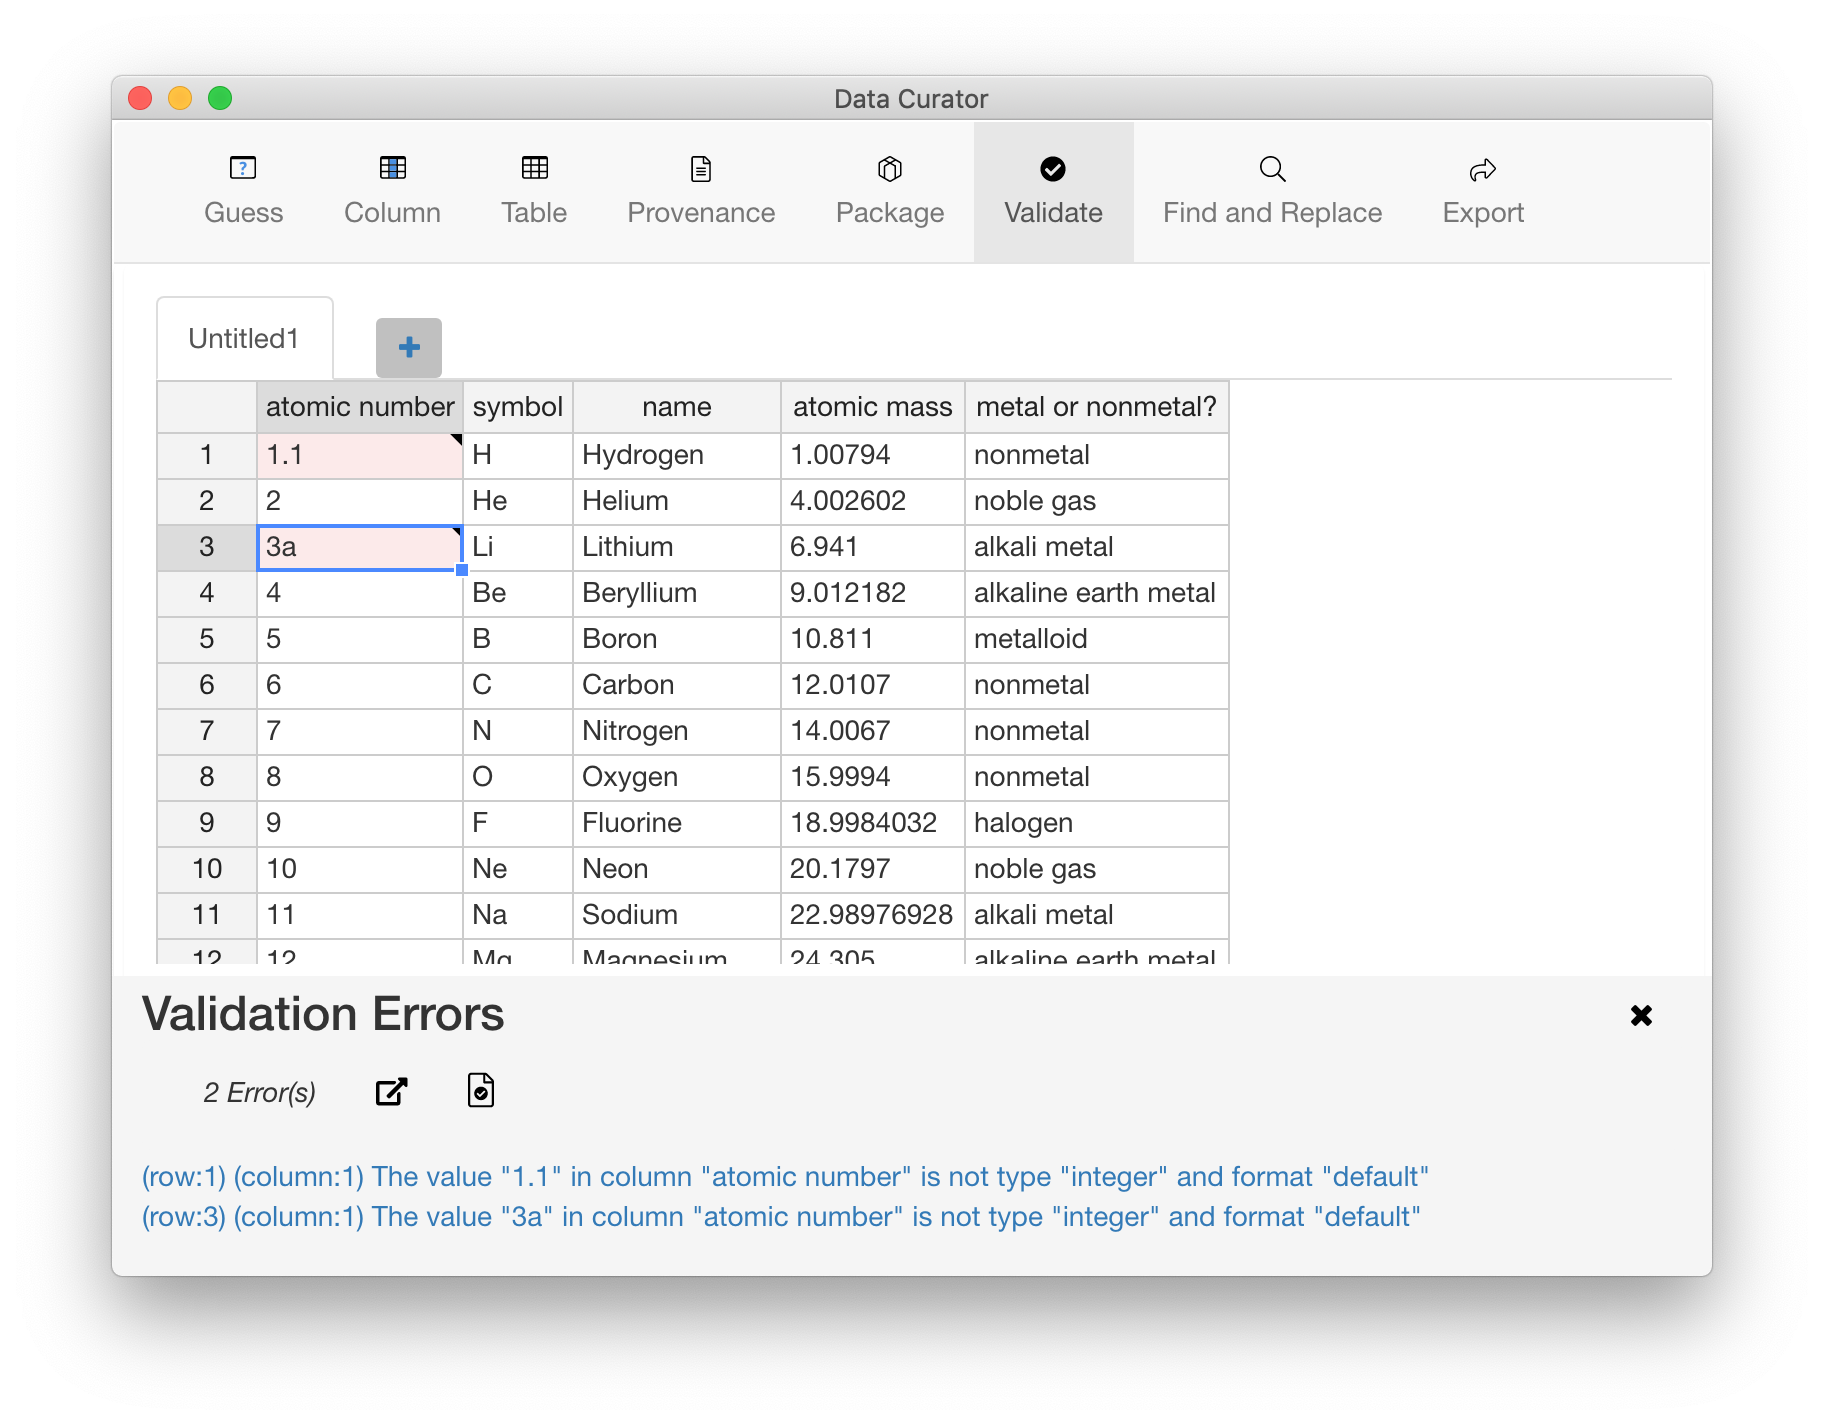 Data Curator
Guess Column Table Provenance Package Validate Find and Replace Export
Untitled1
atomic number symbol name atomic mass metal or nonmetal?
1 1.1 H Hydrogen 1.00794 nonmetal
2 2 He Helium 4.002602 noble gas
3 3a Li Lithium 6.941 alkali metal
4 4 Be Beryllium 9.012182 alkaline earth metal
5 5 B Boron 10.811 metalloid
6 6 C Carbon 12.0107 nonmetal
7 7 N Nitrogen 14.0067 nonmetal
8 8 O Oxygen 15.9994 nonmetal
9 9 F Fluorine 18.9984032 halogen
10 10 Ne Neon 20.1797 noble gas
11 11 Na Sodium 22.98976928 alkali metal
12 12 Mg Magnesium 24.305 alkaline earth metal
Validation Errors
2 Error(s)
(row:1) (column:1) The value "1.1" in column "atomic number" is not type "integer" and format "default"
(row:3) (column:1) The value "3a" in column "atomic number" is not type "integer" and format "default"